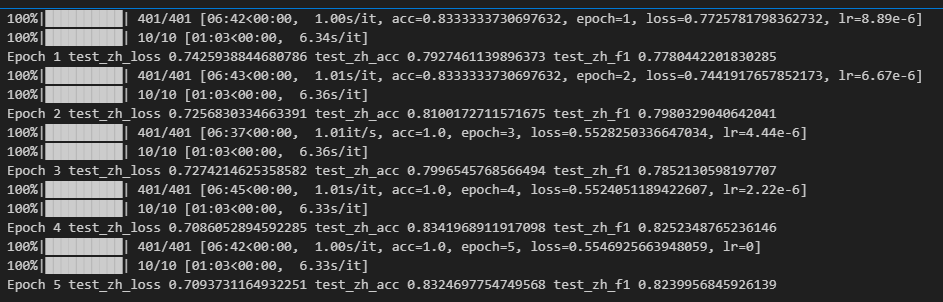 100%|██████████| 401/401 [06:42<00:00, 1.00s/it, acc=0.8333333730697632, epoch=1, loss=0.7725781798362732, lr=8.89e-6]
100%|██████████| 10/10 [01:03<00:00, 6.34s/it]
Epoch 1 test_zh_loss 0.7425938844680786 test_zh_acc 0.7927461139896373 test_zh_f1 0.7780442201830285
100%|██████████| 401/401 [06:43<00:00, 1.01s/it, acc=0.8333333730697632, epoch=2, loss=0.7441917657852173, lr=6.67e-6]
100%|██████████| 10/10 [01:03<00:00, 6.36s/it]
Epoch 2 test_zh_loss 0.7256830334663391 test_zh_acc 0.8100172711571675 test_zh_f1 0.7980329040642041
100%|██████████| 401/401 [06:37<00:00, 1.01it/s, acc=1.0, epoch=3, loss=0.5528250336647034, lr=4.44e-6]
100%|██████████| 10/10 [01:03<00:00, 6.36s/it]
Epoch 3 test_zh_loss 0.7274214625358582 test_zh_acc 0.7996545768566494 test_zh_f1 0.7852130598197707
100%|██████████| 401/401 [06:45<00:00, 1.01s/it, acc=1.0, epoch=4, loss=0.5524051189422607, lr=2.22e-6]
100%|██████████| 10/10 [01:03<00:00, 6.33s/it]
Epoch 4 test_zh_loss 0.7086052894592285 test_zh_acc 0.8341968911917098 test_zh_f1 0.8252348765236146
100%|██████████| 401/401 [06:42<00:00, 1.00s/it, acc=1.0, epoch=5, loss=0.5546925663948059, lr=0]
100%|██████████| 10/10 [01:03<00:00, 6.33s/it]
Epoch 5 test_zh_loss 0.7093731164932251 test_zh_acc 0.8324697754749568 test_zh_f1 0.8239956845926139